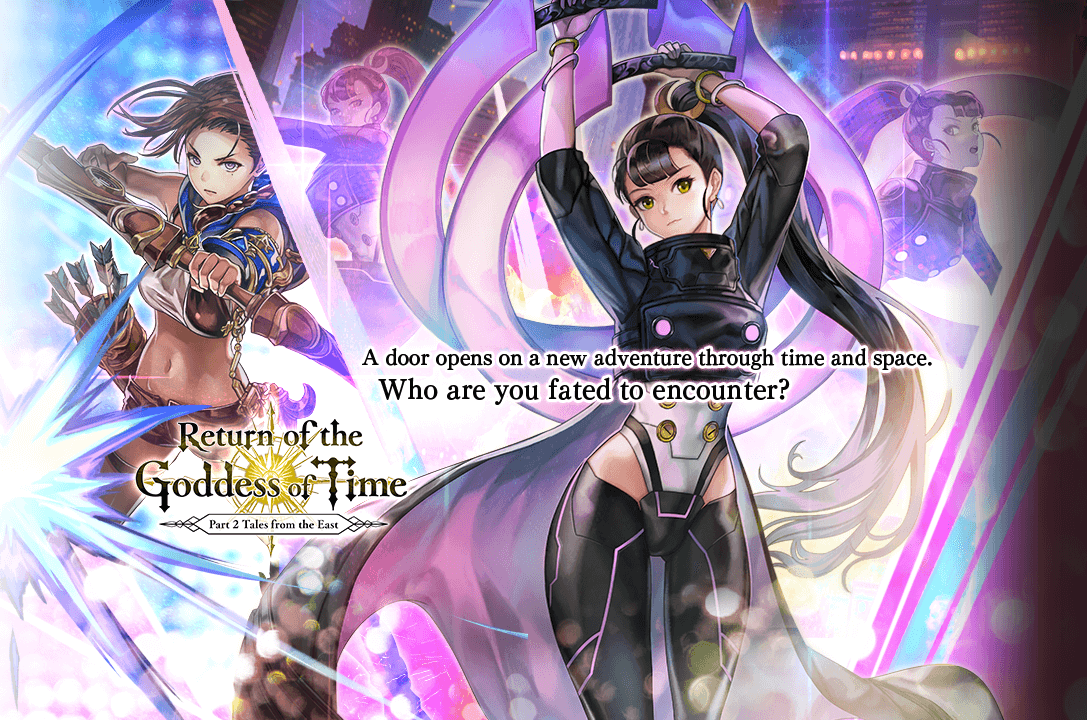 A door opens on a new adventure through time and space.
Who are you fated to encounter?
Return of the
Goddess of Time
Part 2 Tales from the East